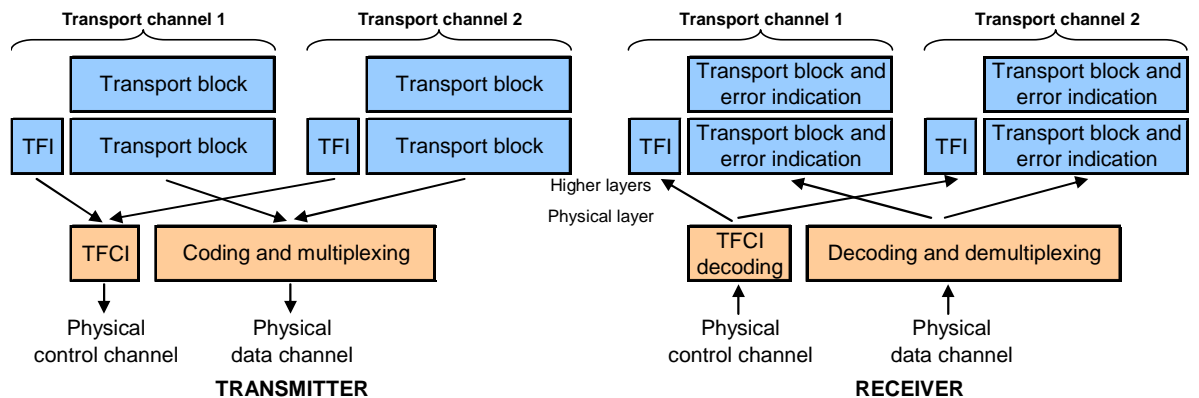 Transport channel 1
Transport channel 2
Transport block
Transport block
TFI
Transport block
TFI
Transport block
TFCI
Coding and multiplexing
Physical
control channel
Physical
data channel
TRANSMITTER
Higher layers
Physical layer
Transport channel 1
Transport channel 2
Transport block and
error indication
Transport block and
error indication
TFI
Transport block and
error indication
TFI
Transport block and
error indication
TFCI
decoding
Decoding and demultiplexing
Physical
control channel
Physical
data channel
RECEIVER